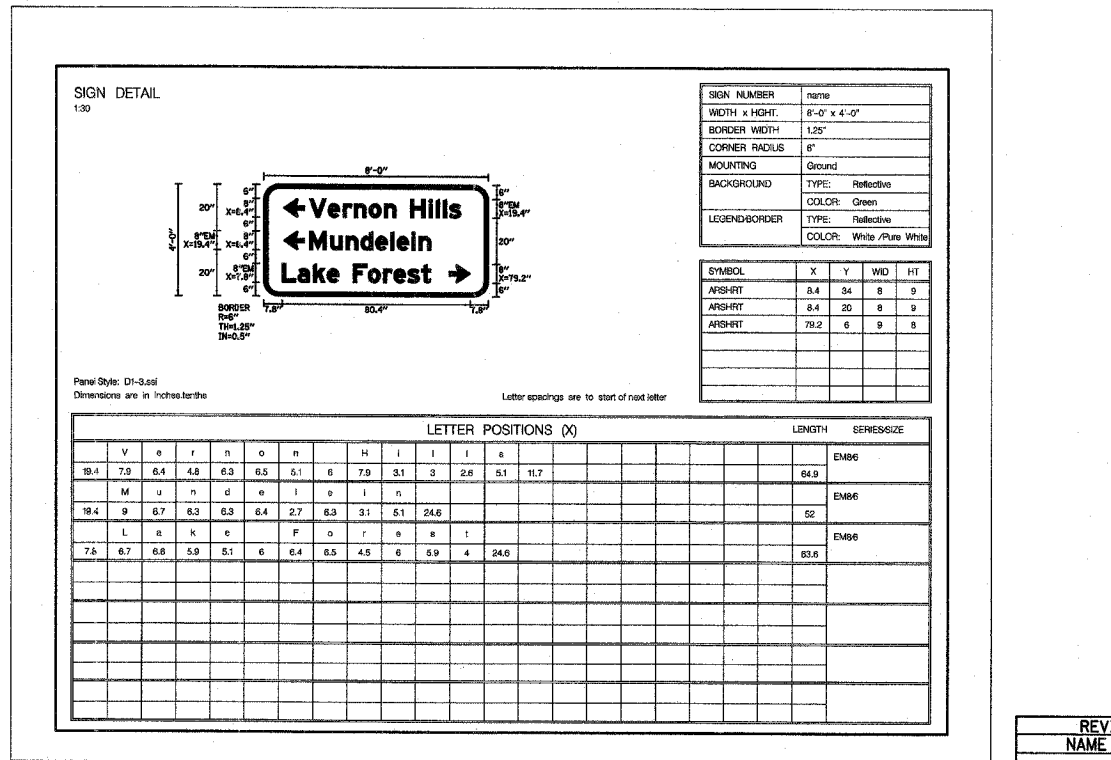 SIGN DETAIL
1:30
SIGN NUMBER name
WIDTH x HGHT. 8'-0" x 4'-0"
BORDER WIDTH 1.25"
CORNER RADIUS 6"
MOUNTING Ground
BACKGROUND TYPE: Reflective
COLOR: Green
LEGEND/BORDER TYPE: Reflective
COLOR: White /Pure White
8'-0"
4'-0"
20"
8"EM
X=19.4"
20"
6"
8"
X=8.4"
6"
8"
X=8.4"
6"
8"EM
X=7.8"
6"
←Vernon Hills
←Mundelein
Lake Forest →
6"
8"EM
X=19.4"
20"
8"
X=79.2"
6"
BORDER
R=6"
TH=1.25"
IN=0.5"
7.8" 80.4" 7.8"
SYMBOL X Y WID HT
ARSHRT 8.4 34 8 9
ARSHRT 8.4 20 8 9
ARSHRT 79.2 6 9 8
Panel Style: D1-3.ssi
Dimensions are in inches.tenths
Letter spacings are to start of next letter
LETTER POSITIONS (X) LENGTH SERIES/SIZE
V e r n o n H i l l s EM8/6
19.4 7.9 6.4 4.8 6.3 6.5 5.1 6 7.9 3.1 3 2.6 5.1 11.7 64.9
M u n d e l e i n EM8/6
19.4 9 6.7 6.3 6.3 6.4 2.7 6.3 3.1 5.1 24.6 52
L a k e F o r e s t EM8/6
7.8 6.7 6.6 5.9 5.1 6 6.4 6.5 4.5 6 5.9 4 24.6 63.6
NAME